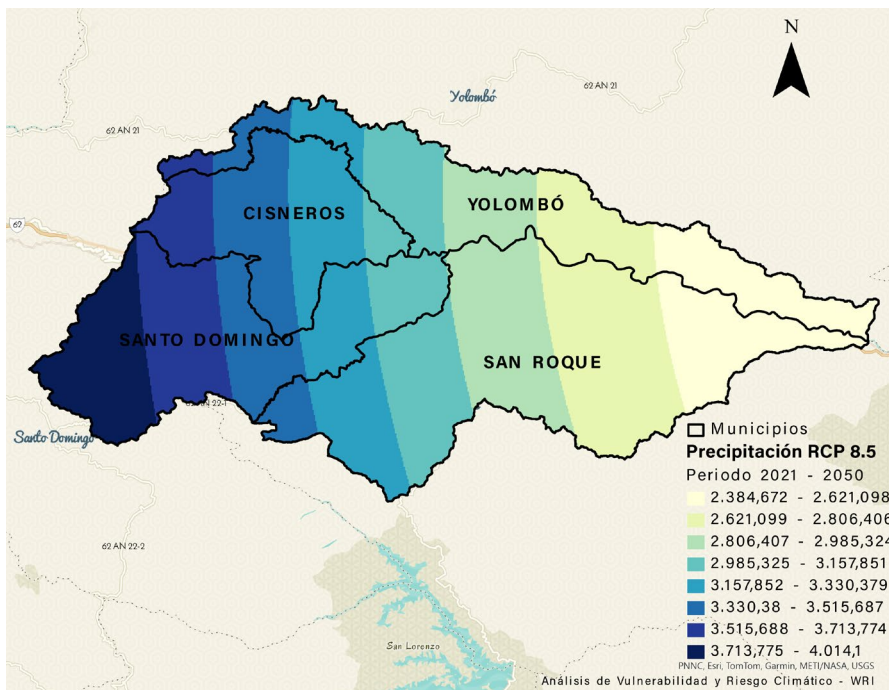 N
Yolombó
62 AN 21
62 AN 21
CISNEROS
YOLOMBÓ
62
SANTO DOMINGO
SAN ROQUE
62 AN 22-1
Santo Domingo
62 AN 22-2
San Lorenzo
Municipios
Precipitación RCP 8.5
Periodo 2021 - 2050
2.384,672 - 2.621,098
2.621,099 - 2.806,406
2.806,407 - 2.985,324
2.985,325 - 3.157,851
3.157,852 - 3.330,379
3.330,38 - 3.515,687
3.515,688 - 3.713,774
3.713,775 - 4.014,1
PNNC, Esri, TomTom, Garmin, METI/NASA, USGS
Análisis de Vulnerabilidad y Riesgo Climático - WRI